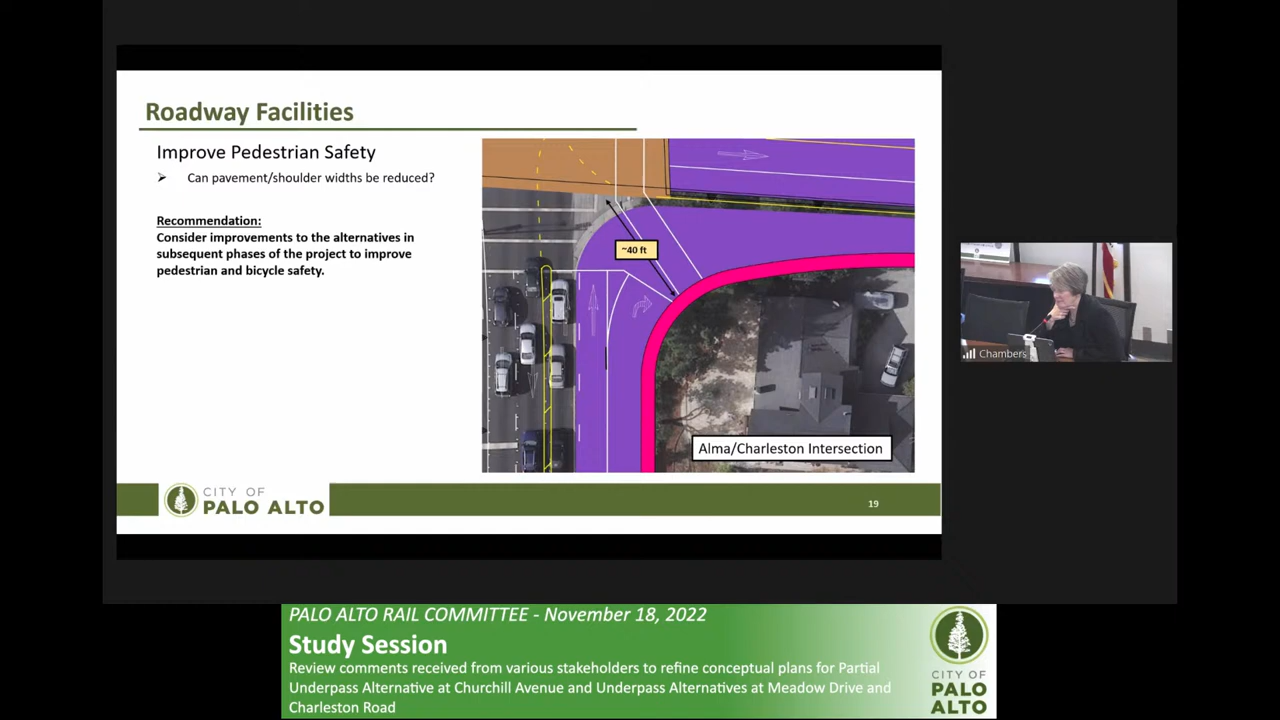 Roadway Facilities
Improve Pedestrian Safety
Can pavement/shoulder widths be reduced?
Recommendation:
Consider improvements to the alternatives in
subsequent phases of the project to improve
pedestrian and bicycle safety.
~40 ft
Alma/Charleston Intersection
CITY OF
PALO ALTO
19
Chambers
PALO ALTO RAIL COMMITTEE - November 18, 2022
Study Session
Review comments received from various stakeholders to refine conceptual plans for Partial
Underpass Alternative at Churchill Avenue and Underpass Alternatives at Meadow Drive and
Charleston Road
CITY OF
PALO
ALTO